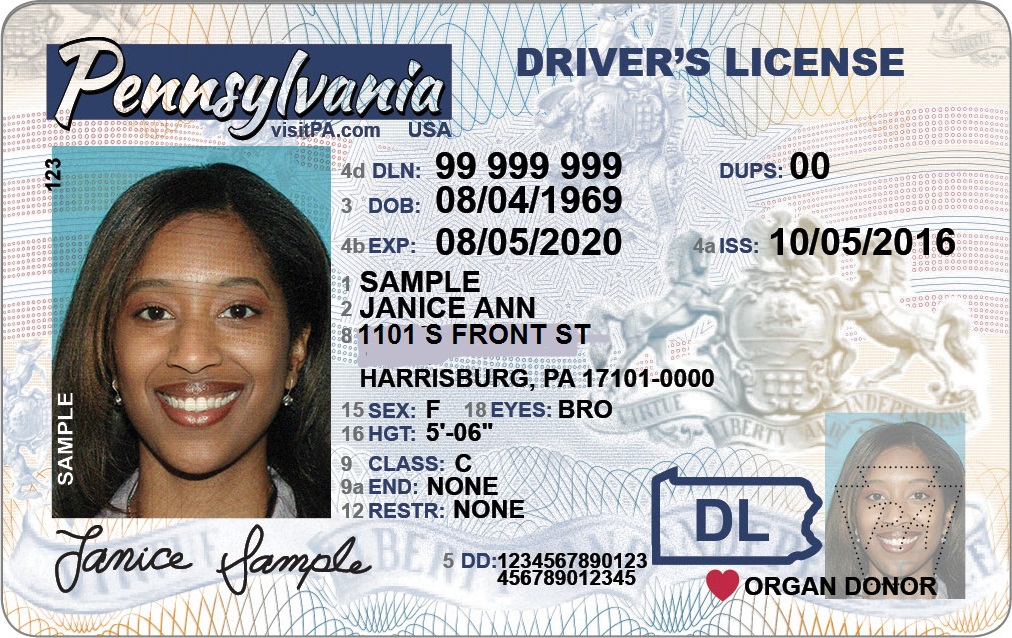 Pennsylvania
visitPA.com USA
DRIVER'S LICENSE
123
SAMPLE
4d DLN: 99 999 999
DUPS: 00
3 DOB: 08/04/1969
4b EXP: 08/05/2020
4a ISS: 10/05/2016
1 SAMPLE
2 JANICE ANN
8 1101 S FRONT ST
HARRISBURG, PA 17101-0000
15 SEX: F 18 EYES: BRO
16 HGT: 5'-06"
VIRTUE LIBERTY AND INDEPENDENCE
9 CLASS: C
9a END: NONE
12 RESTR: NONE
DL
Janice Sample
5 DD: 1234567890123
456789012345
ORGAN DONOR